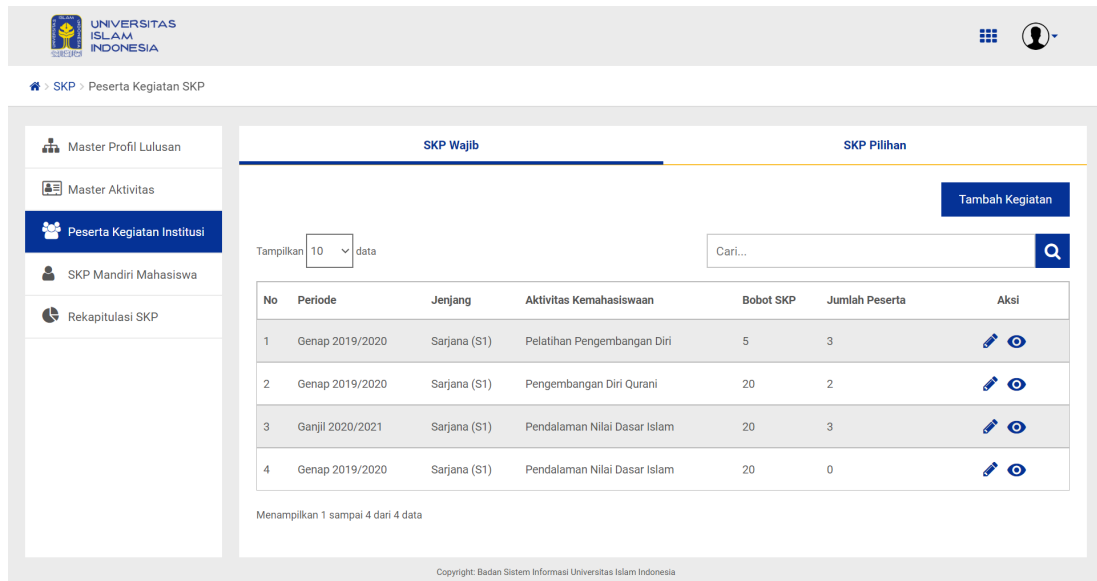 UNIVERSITAS
ISLAM
INDONESIA
SKP > Peserta Kegiatan SKP
Master Profil Lulusan
Master Aktivitas
Peserta Kegiatan Institusi
SKP Mandiri Mahasiswa
Rekapitulasi SKP
SKP Wajib SKP Pilihan
Tambah Kegiatan
Tampilkan 10 data Cari...
No Periode Jenjang Aktivitas Kemahasiswaan Bobot SKP Jumlah Peserta Aksi
1 Genap 2019/2020 Sarjana (S1) Pelatihan Pengembangan Diri 5 3
2 Genap 2019/2020 Sarjana (S1) Pengembangan Diri Qurani 20 2
3 Ganjil 2020/2021 Sarjana (S1) Pendalaman Nilai Dasar Islam 20 3
4 Genap 2019/2020 Sarjana (S1) Pendalaman Nilai Dasar Islam 20 0
Menampilkan 1 sampai 4 dari 4 data
Copyright: Badan Sistem Informasi Universitas Islam Indonesia